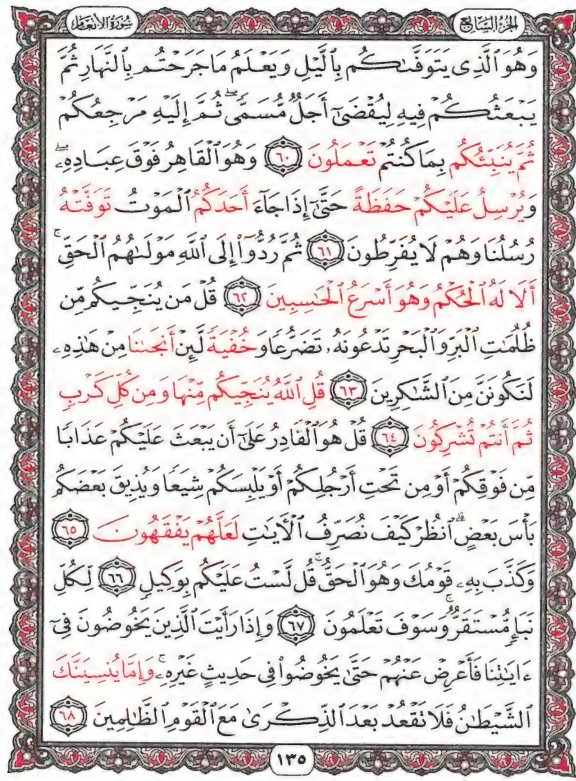 الجزء السابع
سورة الأنعام
وَهُوَ ٱلَّذِى يَتَوَفَّىٰكُم بِٱلَّيْلِ وَيَعْلَمُ مَا جَرَحْتُم بِٱلنَّهَارِ ثُمَّ
يَبْعَثُكُمْ فِيهِ لِيُقْضَىٰٓ أَجَلٌ مُّسَمًّى ۖ ثُمَّ إِلَيْهِ مَرْجِعُكُمْ
ثُمَّ يُنَبِّئُكُم بِمَا كُنتُمْ تَعْمَلُونَ ٦٠ وَهُوَ ٱلْقَاهِرُ فَوْقَ عِبَادِهِۦ ۖ
وَيُرْسِلُ عَلَيْكُمْ حَفَظَةً حَتَّىٰٓ إِذَا جَآءَ أَحَدَكُمُ ٱلْمَوْتُ تَوَفَّتْهُ
رُسُلُنَا وَهُمْ لَا يُفَرِّطُونَ ٦١ ثُمَّ رُدُّوٓا۟ إِلَى ٱللَّهِ مَوْلَىٰهُمُ ٱلْحَقِّ ۚ
أَلَا لَهُ ٱلْحُكْمُ وَهُوَ أَسْرَعُ ٱلْحَـٰسِبِينَ ٦٢ قُلْ مَن يُنَجِّيكُم مِّن
ظُلُمَـٰتِ ٱلْبَرِّ وَٱلْبَحْرِ تَدْعُونَهُۥ تَضَرُّعًا وَخُفْيَةً لَّئِنْ أَنجَىٰنَا مِنْ هَـٰذِهِۦ
لَنَكُونَنَّ مِنَ ٱلشَّـٰكِرِينَ ٦٣ قُلِ ٱللَّهُ يُنَجِّيكُم مِّنْهَا وَمِن كُلِّ كَرْبٍ
ثُمَّ أَنتُمْ تُشْرِكُونَ ٦٤ قُلْ هُوَ ٱلْقَادِرُ عَلَىٰٓ أَن يَبْعَثَ عَلَيْكُمْ عَذَابًا
مِّن فَوْقِكُمْ أَوْ مِن تَحْتِ أَرْجُلِكُمْ أَوْ يَلْبِسَكُمْ شِيَعًا وَيُذِيقَ بَعْضَكُم
بَأْسَ بَعْضٍ ۗ ٱنظُرْ كَيْفَ نُصَرِّفُ ٱلْـَٔايَـٰتِ لَعَلَّهُمْ يَفْقَهُونَ ٦٥
وَكَذَّبَ بِهِۦ قَوْمُكَ وَهُوَ ٱلْحَقُّ ۚ قُل لَّسْتُ عَلَيْكُم بِوَكِيلٍ ٦٦ لِّكُلِّ
نَبَإٍ مُّسْتَقَرٌّ ۚ وَسَوْفَ تَعْلَمُونَ ٦٧ وَإِذَا رَأَيْتَ ٱلَّذِينَ يَخُوضُونَ فِىٓ
ءَايَـٰتِنَا فَأَعْرِضْ عَنْهُمْ حَتَّىٰ يَخُوضُوا۟ فِى حَدِيثٍ غَيْرِهِۦ ۚ وَإِمَّا يُنسِيَنَّكَ
ٱلشَّيْطَـٰنُ فَلَا تَقْعُدْ بَعْدَ ٱلذِّكْرَىٰ مَعَ ٱلْقَوْمِ ٱلظَّـٰلِمِينَ ٦٨
١٣٥